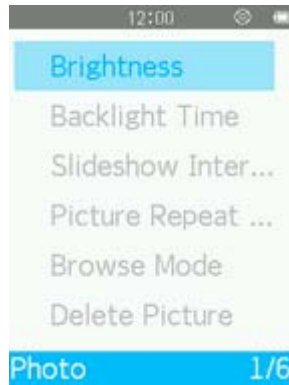 12:00
Brightness
Backlight Time
Slideshow Inter...
Picture Repeat ...
Browse Mode
Delete Picture
Photo 1/6